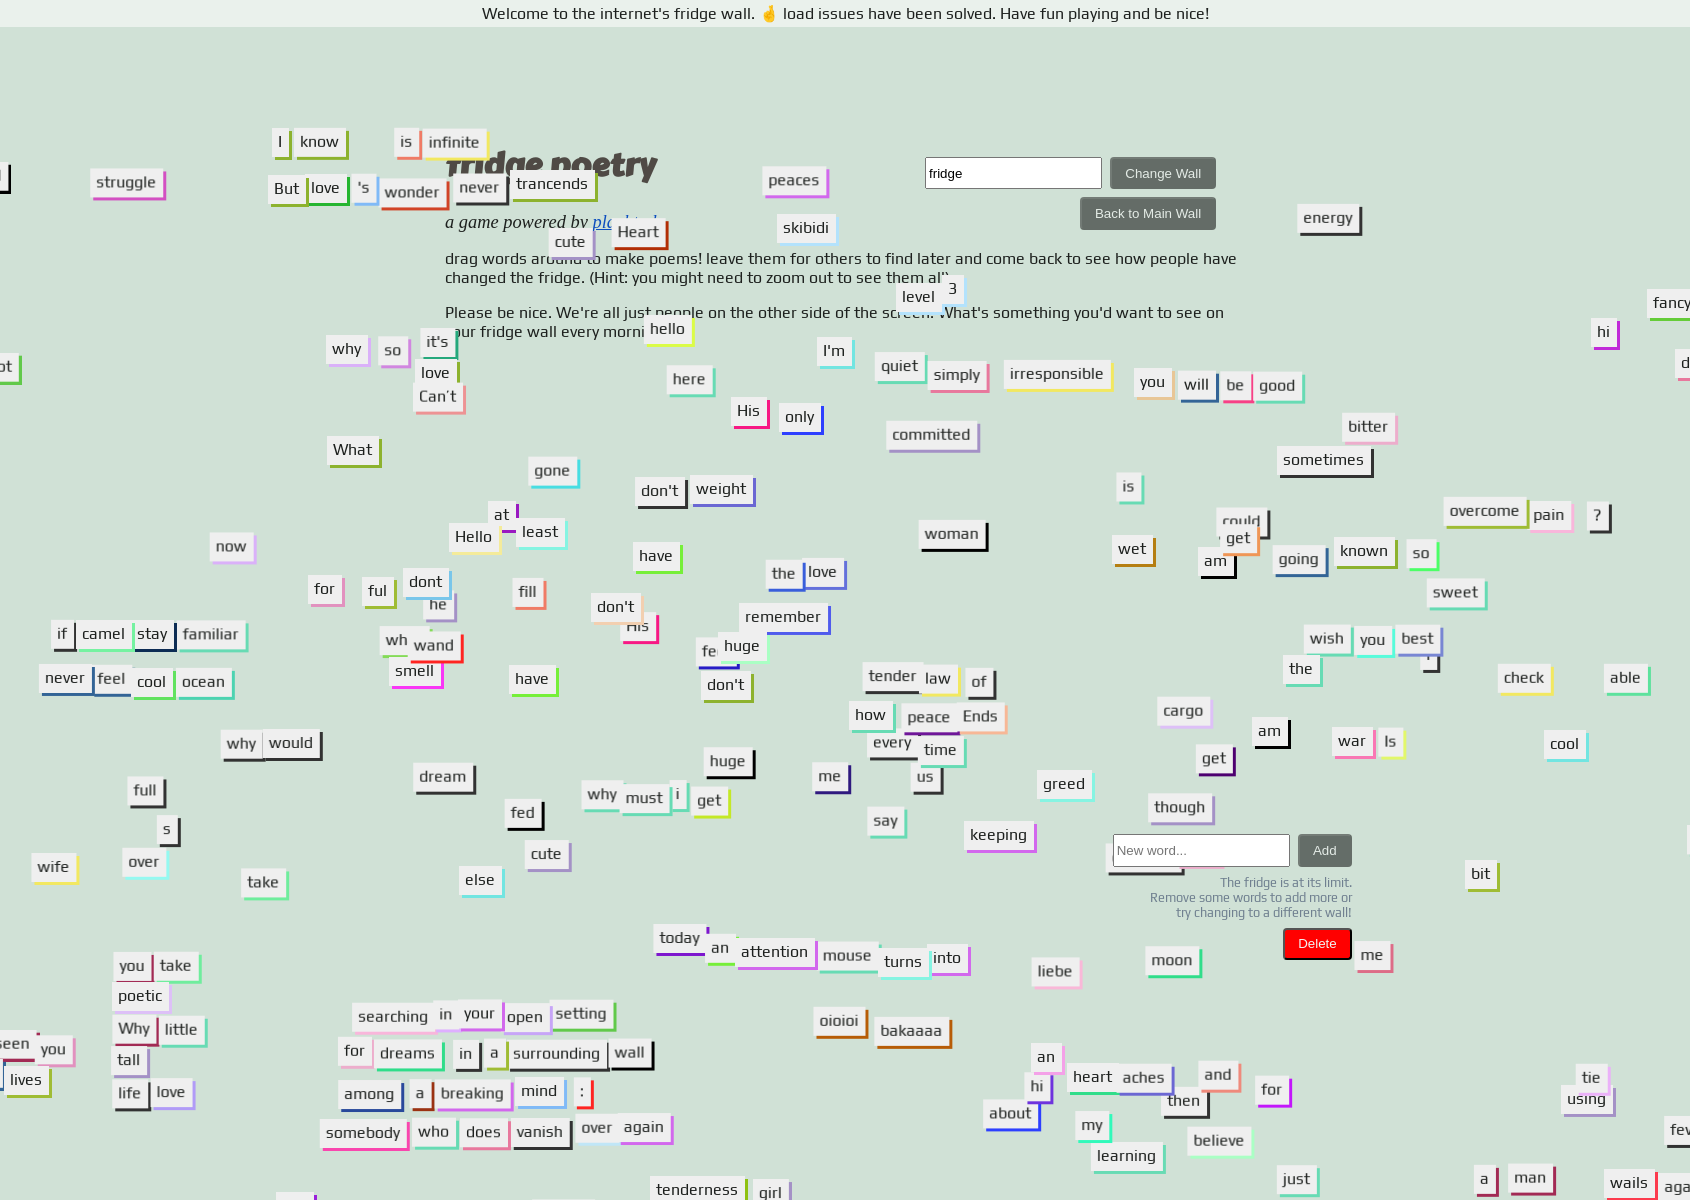 Welcome to the internet's fridge wall. 🤞 load issues have been solved. Have fun playing and be nice!
I know is infinite
fridge poetry
fridge
Change Wall
struggle
But love 's wonder never trancends
peaces
Back to Main Wall
a game powered by
skibidi
energy
cute Heart
drag words around to make poems! leave them for others to find later and come back to see how people have
changed the fridge. (Hint: you might need to zoom out to see them all)
level 3
fancy
Please be nice. We're all just people on the other side of the screen. What's something you'd want to see on
your fridge wall every morni
hello
hi
why so it's
I'm
love
quiet simply irresponsible
you will be good
here
Can't
His only
committed
bitter
What
sometimes
gone
is
don't weight
at
Hello least
overcome pain ?
could
get
woman
now
have
wet
am going known so
the love
for ful dont
he
fill
sweet
don't
His
remember
if camel stay familiar
wand
huge
wish you best
smell
the
never feel cool ocean
have
don't
tender law of
check
able
how peace Ends
cargo
why would
every time
am
war Is
cool
huge
get
dream
me
us
greed
full
why must i get
though
fed
say
s
keeping
New word...
Add
cute
over
wife
take
else
bit
The fridge is at its limit.
Remove some words to add more or
try changing to a different wall!
Delete
today an attention mouse turns into
me
you take
liebe
moon
poetic
searching in your open setting
oioioi bakaaaa
Why little
seen you
for dreams in a surrounding wall
tall
an
lives
hi
heart aches
and
tie
life love
among a breaking mind :
then
for
using
about
somebody who does vanish over again
my
believe
learning
just
a man
wails
tenderness girl